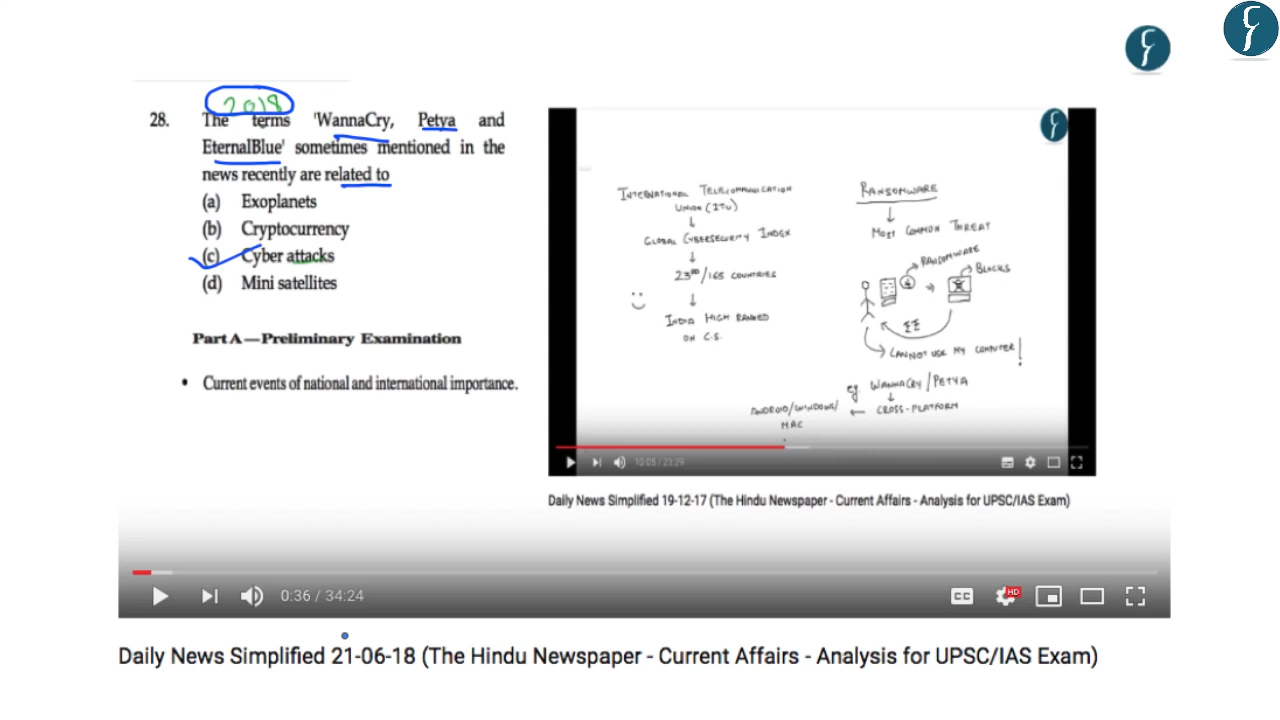 2018
28. The terms 'WannaCry, Petya and
EternalBlue' sometimes mentioned in the
news recently are related to
(a) Exoplanets
(b) Cryptocurrency
(c) Cyber attacks
(d) Mini satellites
Part A—Preliminary Examination
• Current events of national and international importance.
INTERNATIONAL TELECOMMUNICATION
UNION (ITU)
GLOBAL CYBERSECURITY INDEX
23RD/165 COUNTRIES
INDIA HIGH RANKED
ON C.S.
RANSOMWARE
MOST COMMON THREAT
RANSOMWARE
BLOCKS
CANNOT USE MY COMPUTER!
eg. WANNACRY/PETYA
CROSS-PLATFORM
ANDROID/WINDOWS/
MAC
10:05 / 23:29
Daily News Simplified 19-12-17 (The Hindu Newspaper - Current Affairs - Analysis for UPSC/IAS Exam)
0:36 / 34:24
CC
HD
Daily News Simplified 21-06-18 (The Hindu Newspaper - Current Affairs - Analysis for UPSC/IAS Exam)